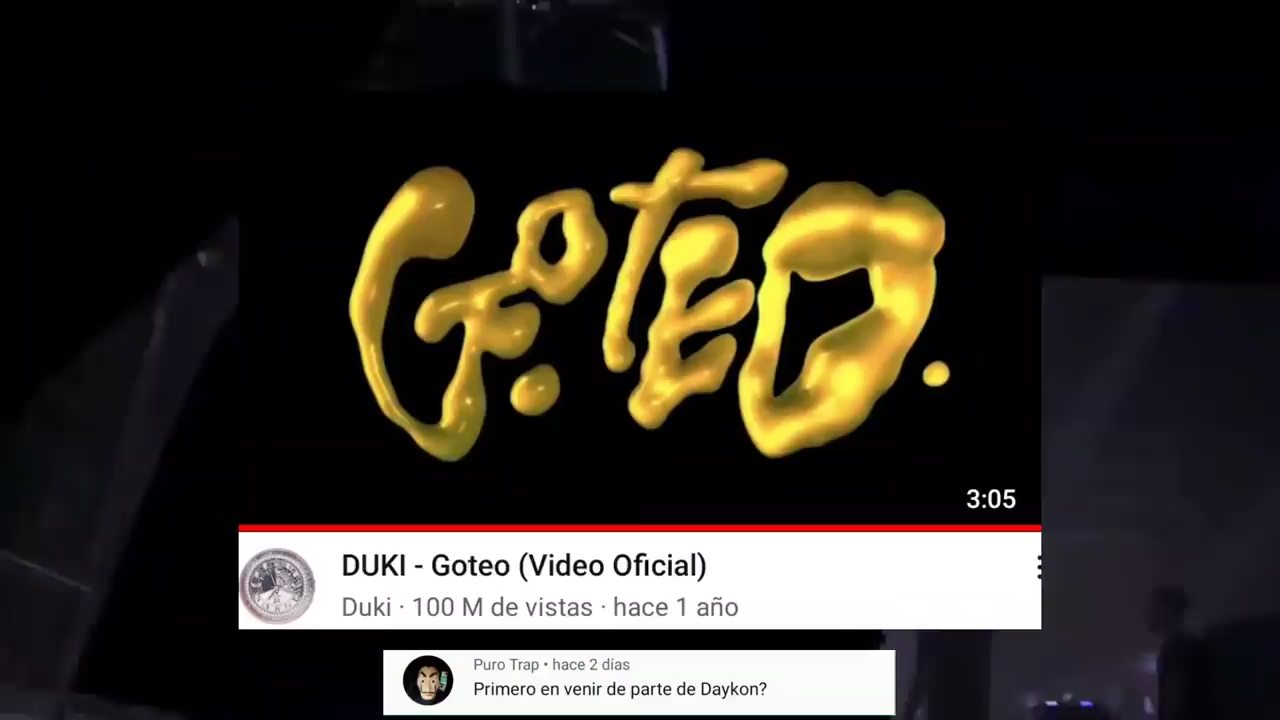 GOTEO.
3:05
DUKI - Goteo (Video Oficial)
Duki · 100 M de vistas · hace 1 año
Puro Trap • hace 2 días
Primero en venir de parte de Daykon?